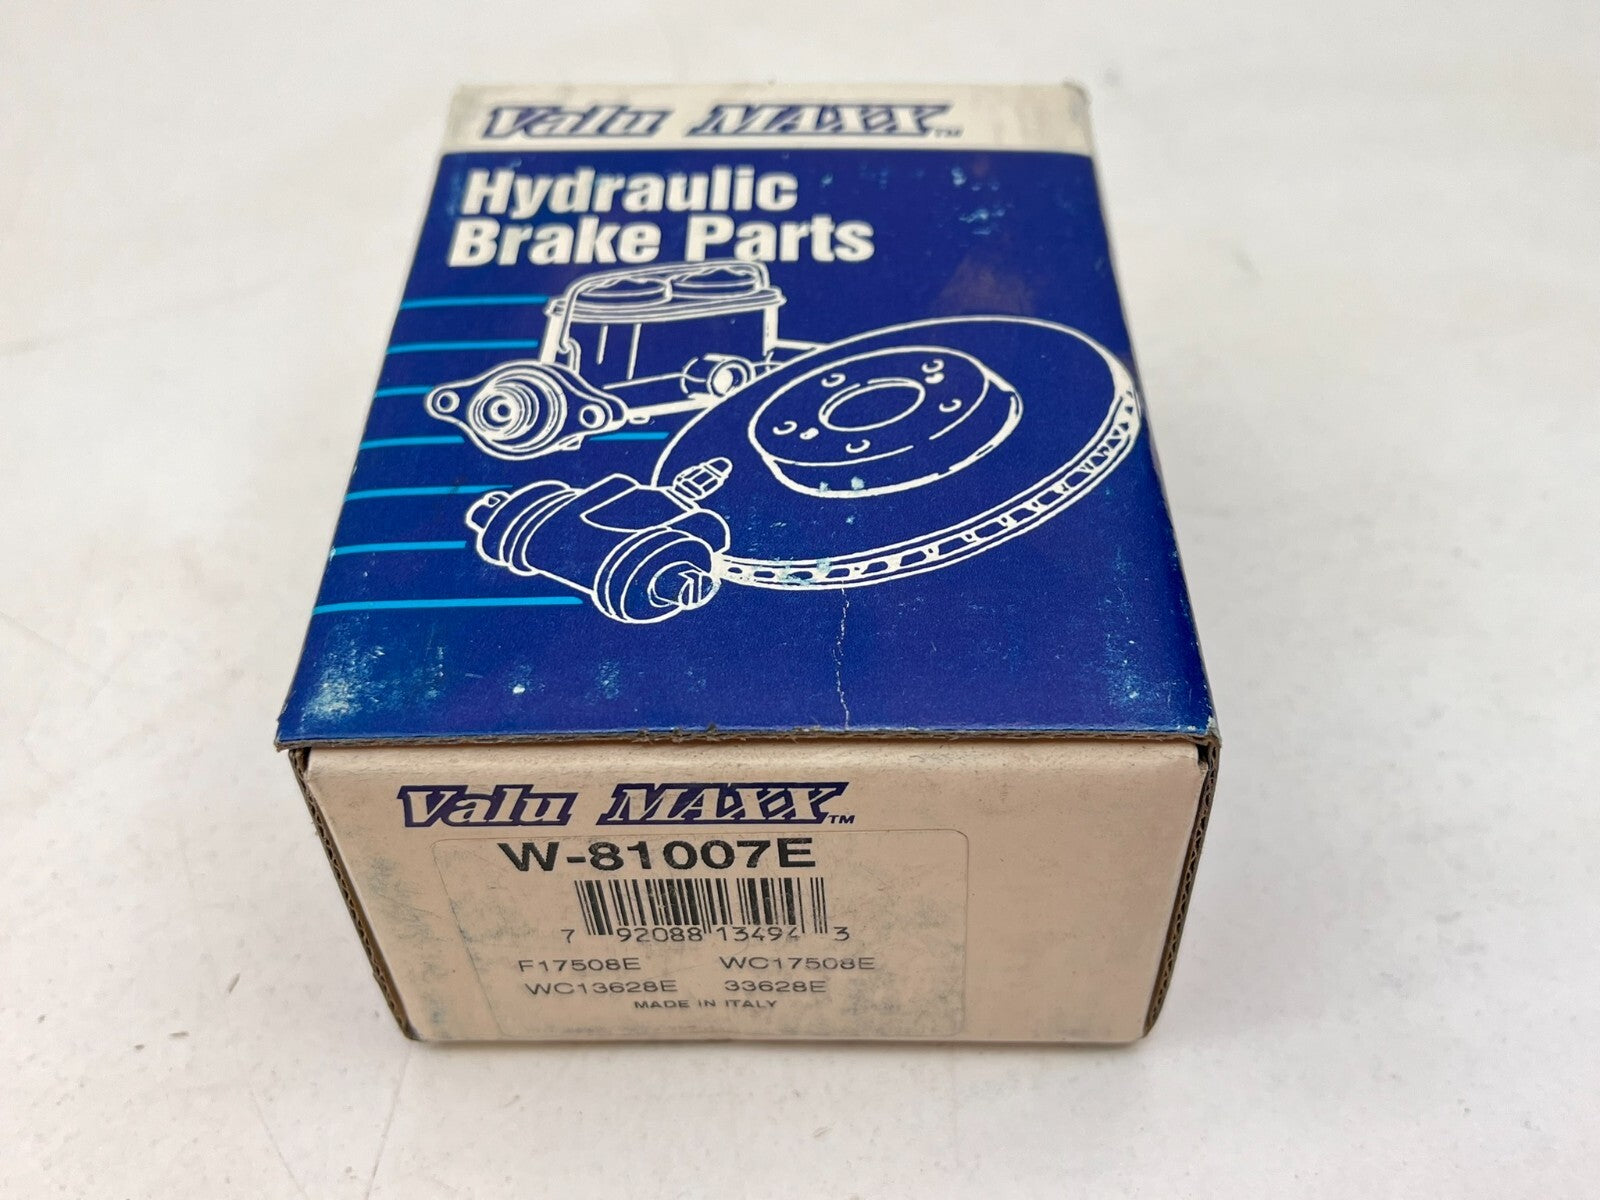 Valu MAXX™
Hydraulic
Brake Parts
Valu MAXX™
W-81007E
7 92088 13494 3
F17508E WC17508E
WC13628E 33628E
MADE IN ITALY